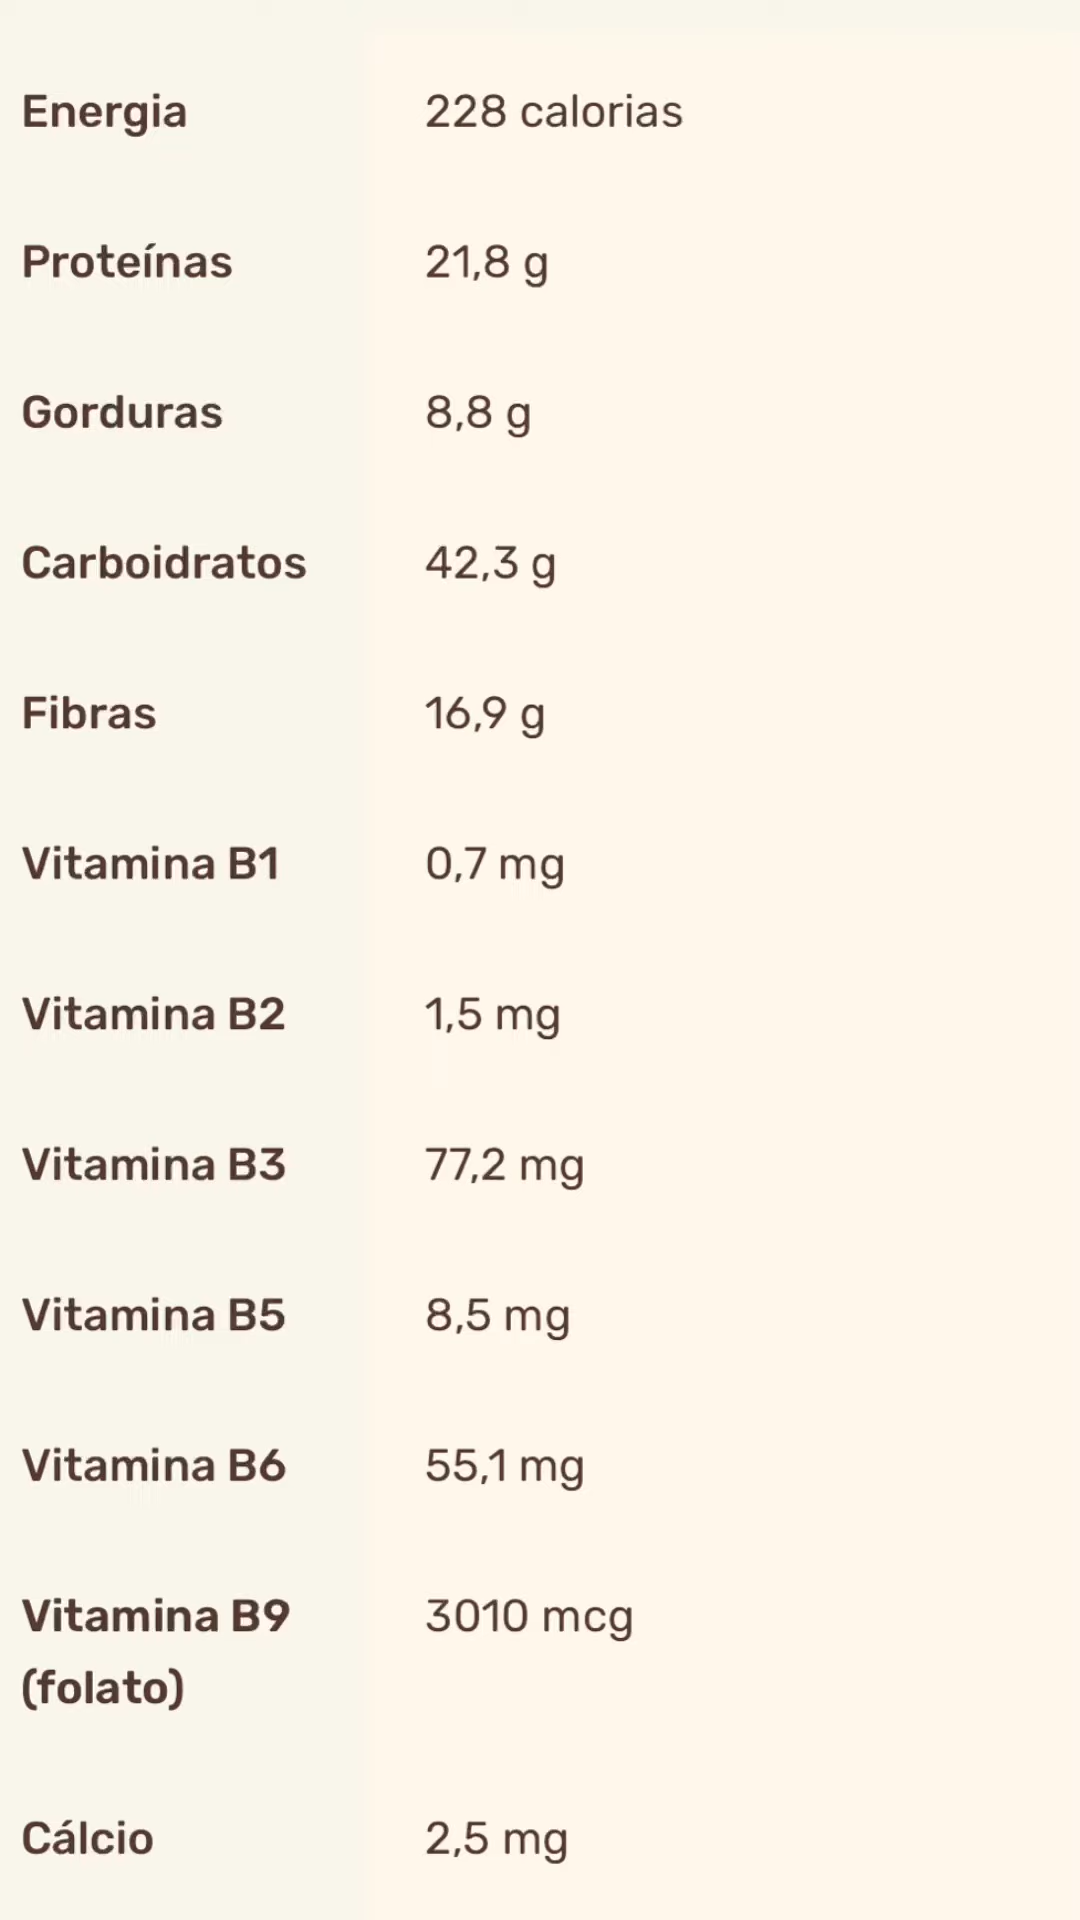 Energia 228 calorias
Proteínas 21,8 g
Gorduras 8,8 g
Carboidratos 42,3 g
Fibras 16,9 g
Vitamina B1 0,7 mg
Vitamina B2 1,5 mg
Vitamina B3 77,2 mg
Vitamina B5 8,5 mg
Vitamina B6 55,1 mg
Vitamina B9 3010 mcg
(folato)
Cálcio 2,5 mg